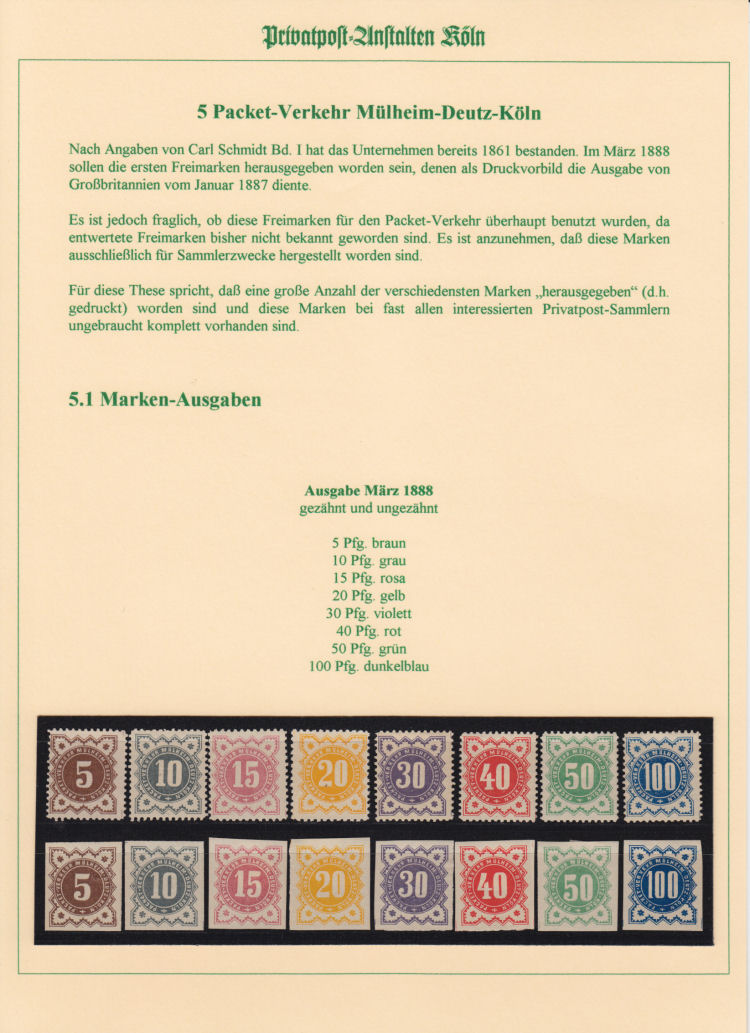 Privatpost-Anstalten Köln
5 Packet-Verkehr Mülheim-Deutz-Köln
Nach Angaben von Carl Schmidt Bd. I hat das Unternehmen bereits 1861 bestanden. Im März 1888
sollen die ersten Freimarken herausgegeben worden sein, denen als Druckvorbild die Ausgabe von
Großbritannien vom Januar 1887 diente.
Es ist jedoch fraglich, ob diese Freimarken für den Packet-Verkehr überhaupt benutzt wurden, da
entwertete Freimarken bisher nicht bekannt geworden sind. Es ist anzunehmen, daß diese Marken
ausschließlich für Sammlerzwecke hergestellt worden sind.
Für diese These spricht, daß eine große Anzahl der verschiedensten Marken „herausgegeben“ (d.h.
gedruckt) worden sind und diese Marken bei fast allen interessierten Privatpost-Sammlern
ungebraucht komplett vorhanden sind.
5.1 Marken-Ausgaben
Ausgabe März 1888
gezähnt und ungezähnt
5 Pfg. braun
10 Pfg. grau
15 Pfg. rosa
20 Pfg. gelb
30 Pfg. violett
40 Pfg. rot
50 Pfg. grün
100 Pfg. dunkelblau
5 10 15 20 30 40 50 100
5 10 15 20 30 40 50 100